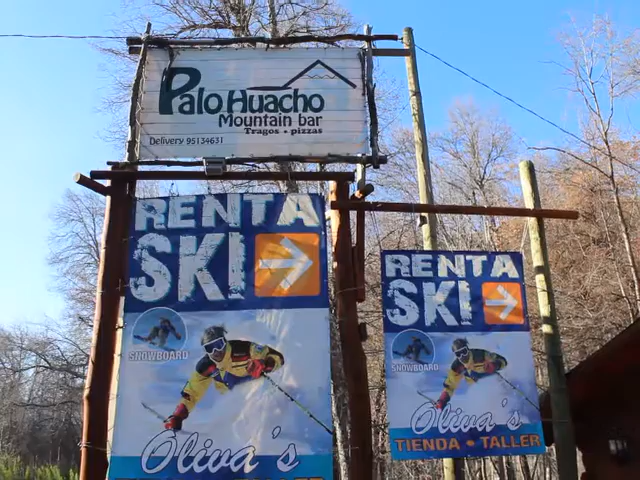 Palo Huacho
Mountain bar
Tragos • pizzas
Delivery 95134631
RENTA
SKI
SNOWBOARD
Oliva's
RENTA
SKI
SNOWBOARD
Oliva's
TIENDA • TALLER